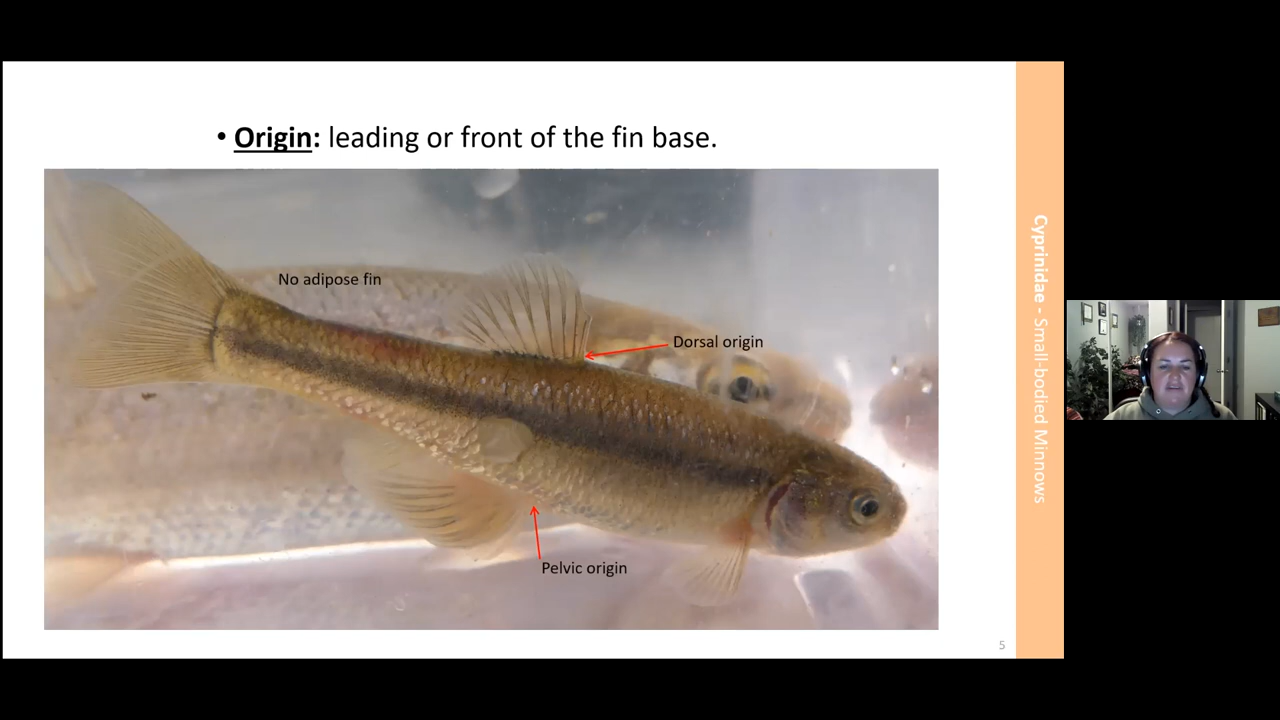 • Origin: leading or front of the fin base.
No adipose fin
Dorsal origin
Pelvic origin
Cyprinidae - Small-bodied Minnows
5